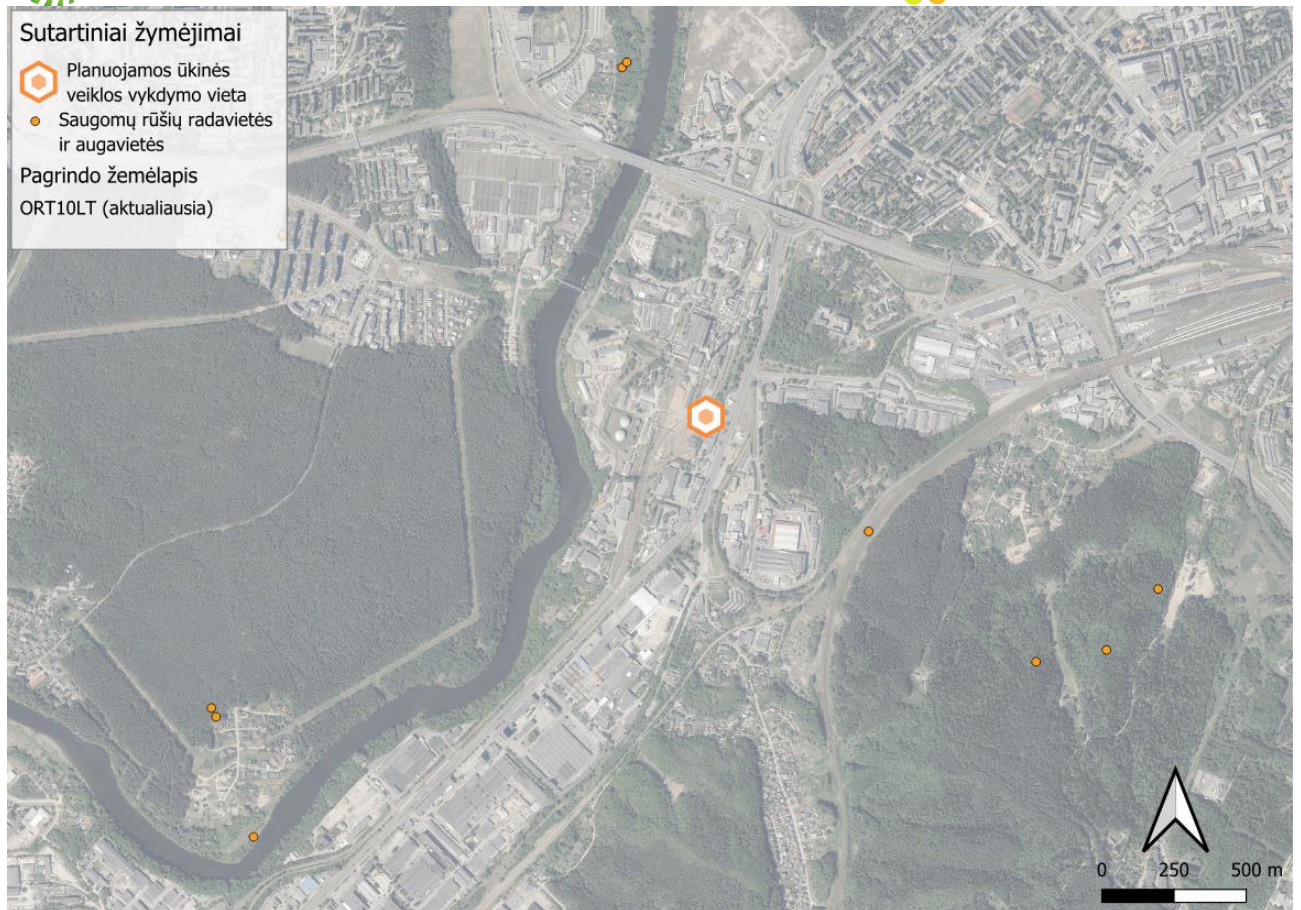 Sutartiniai žymėjimai
Planuojamos ūkinės
veiklos vykdymo vieta
Saugomų rūšių radavietės
ir augavietės
Pagrindo žemėlapis
ORT10LT (aktualiausia)
0 250 500 m